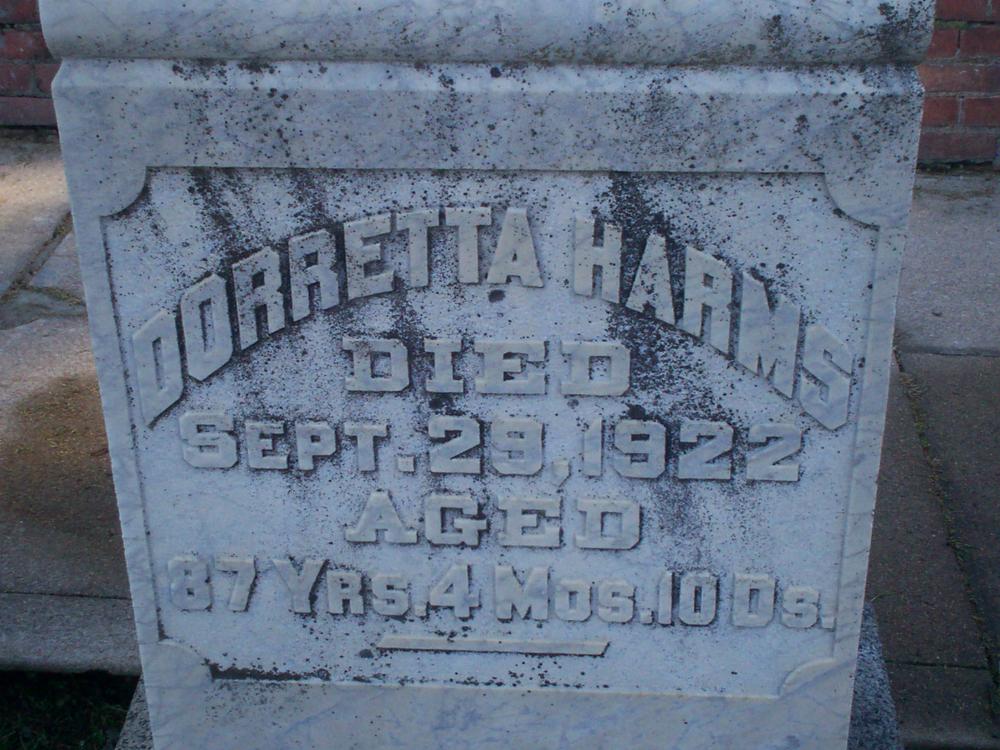 DORRETTA HARMS
DIED
SEPT. 29, 1922
AGED
87 YRS. 4 MOS. 10 DS.